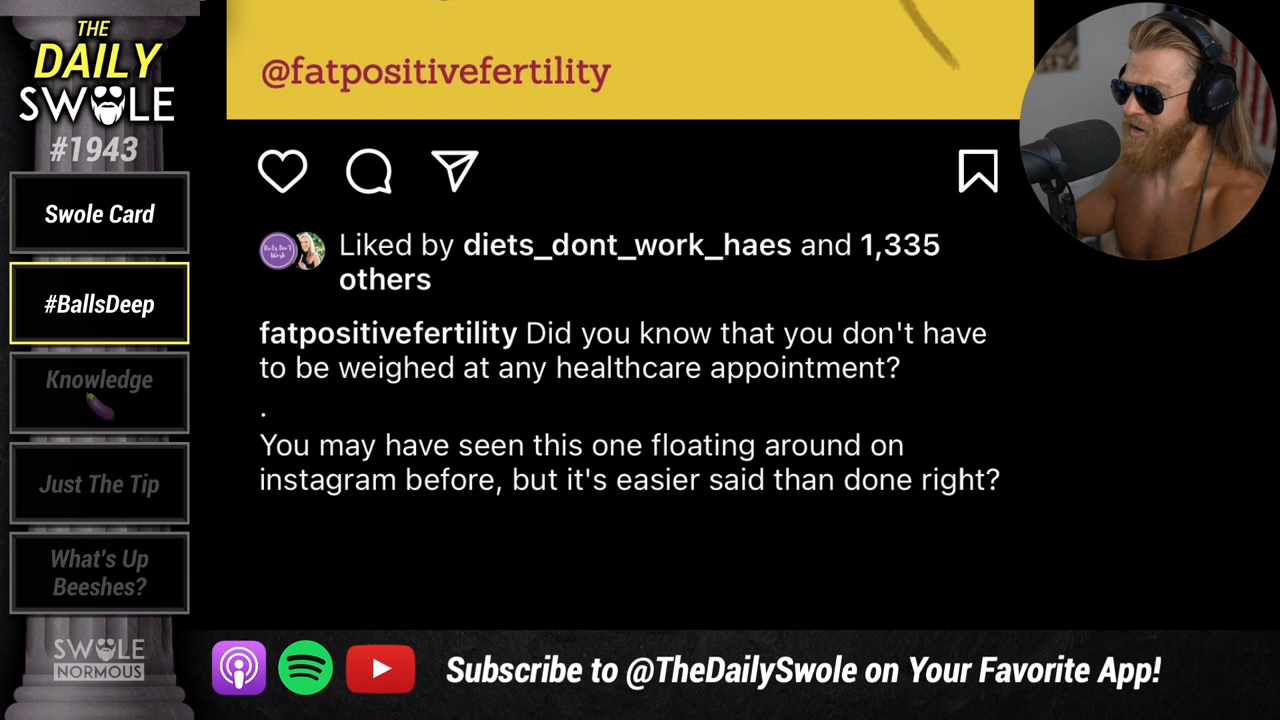 THE
DAILY
SWOLE
#1943
Swole Card
#BallsDeep
Knowledge
Just The Tip
What's Up
Beeshes?
SWOLE
NORMOUS
@fatpositivefertility
Liked by diets_dont_work_haes and 1,335
others
fatpositivefertility Did you know that you don't have
to be weighed at any healthcare appointment?
.
You may have seen this one floating around on
instagram before, but it's easier said than done right?
Subscribe to @TheDailySwole on Your Favorite App!